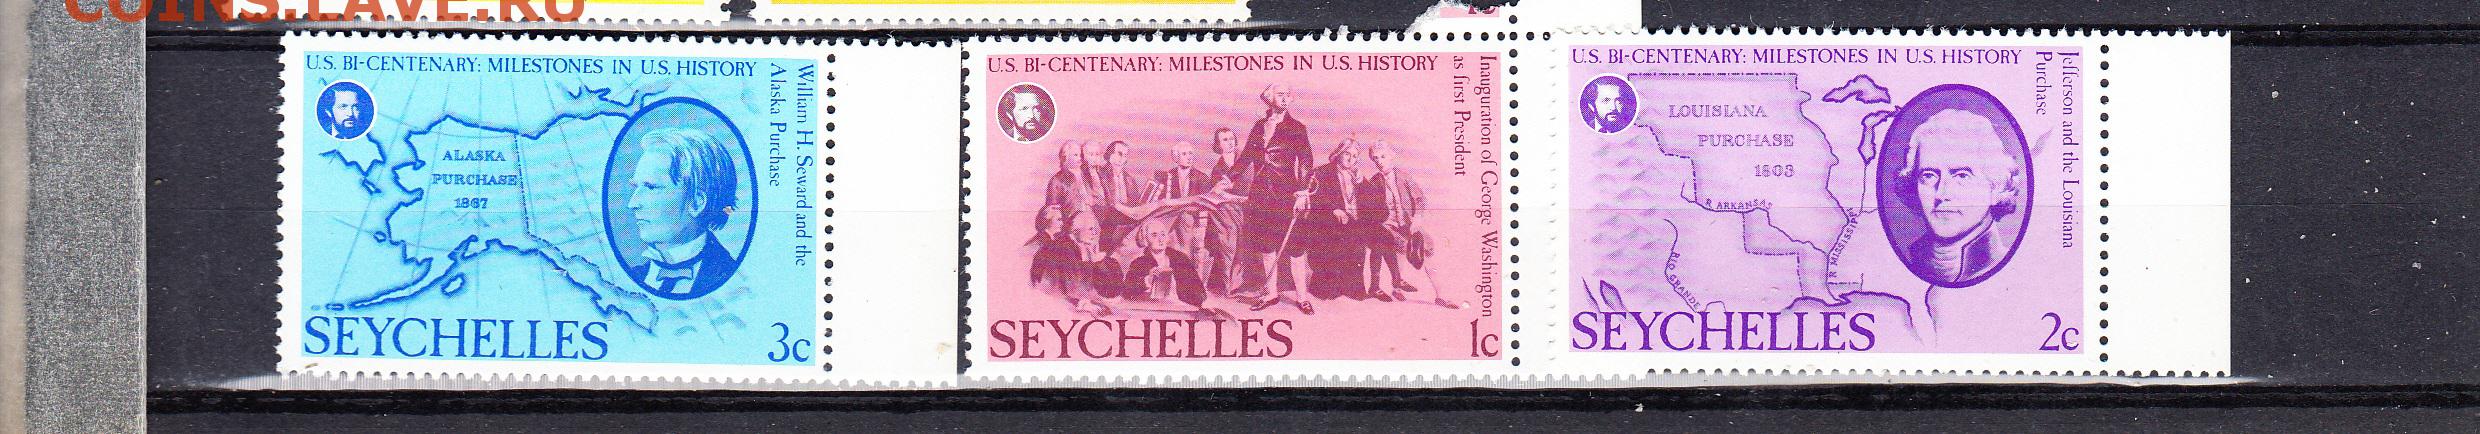 COINS.LAVE.RU
U.S. BI-CENTENARY: MILESTONES IN U.S. HISTORY
William H. Seward and the
Alaska Purchase
ALASKA
PURCHASE
1867
SEYCHELLES
3c
U.S. BI-CENTENARY: MILESTONES IN U.S. HISTORY
Inauguration of George Washington
as first President
SEYCHELLES
1c
U.S. BI-CENTENARY: MILESTONES IN U.S. HISTORY
Jefferson and the Louisiana
Purchase
LOUISIANA
PURCHASE
1803
R ARKANSAS
R MISSISSIPPI
RIO GRANDE
SEYCHELLES
2c